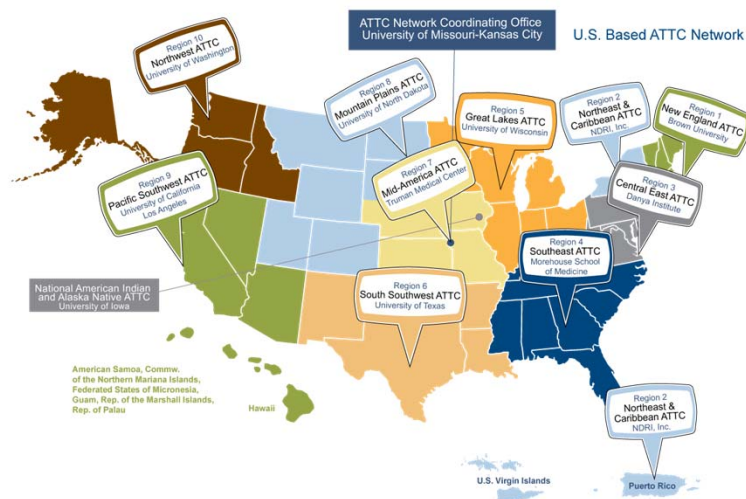 ATTC Network Coordinating Office
University of Missouri-Kansas City
U.S. Based ATTC Network
Region 10
Northwest ATTC
University of Washington
Region 8
Mountain Plains ATTC
University of North Dakota
Region 5
Great Lakes ATTC
University of Wisconsin
Region 2
Northeast &
Caribbean ATTC
NDRI, Inc.
Region 1
New England ATTC
Brown University
Region 9
Pacific Southwest ATTC
University of California
Los Angeles
Region 7
Mid-America ATTC
Truman Medical Center
Region 3
Central East ATTC
Danya Institute
Region 4
Southeast ATTC
Morehouse School
of Medicine
National American Indian
and Alaska Native ATTC
University of Iowa
Region 6
South Southwest ATTC
University of Texas
American Samoa, Commw.
of the Northern Mariana Islands,
Federated States of Micronesia,
Guam, Rep. of the Marshall Islands,
Rep. of Palau
Hawaii
Region 2
Northeast &
Caribbean ATTC
NDRI, Inc.
U.S. Virgin Islands
Puerto Rico